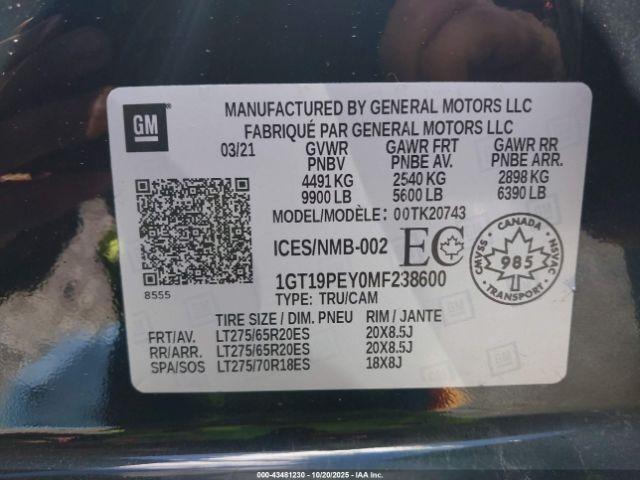 GM
MANUFACTURED BY GENERAL MOTORS LLC
FABRIQUÉ PAR GENERAL MOTORS LLC
03/21 GVWR GAWR FRT GAWR RR
PNBV PNBE AV. PNBE ARR.
4491 KG 2540 KG 2898 KG
9900 LB 5600 LB 6390 LB
MODEL/MODÈLE: 00TK20743
ICES/NMB-002 EC
CANADA
CMVSS 985 NSVAC
TRANSPORT
8555
1GT19PEY0MF238600
TYPE: TRU/CAM
TIRE SIZE / DIM. PNEU RIM / JANTE
FRT/AV. LT275/65R20ES 20X8.5J
RR/ARR. LT275/65R20ES 20X8.5J
SPA/SOS LT275/70R18ES 18X8J
000-43481230 - 10/20/2025 - IAA Inc.